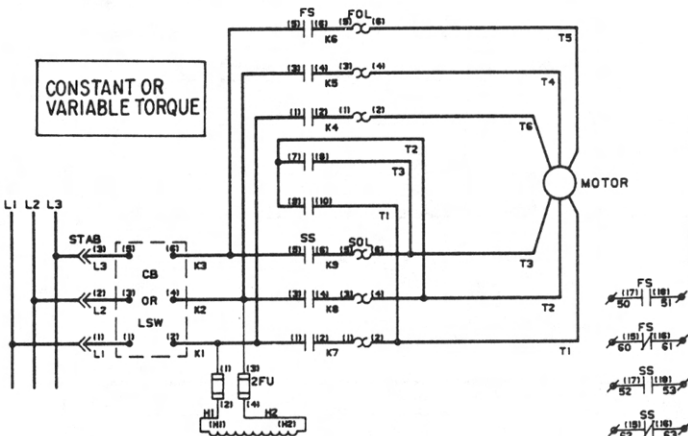 FS FOL
(5) (6) (5) (6)
K6 T5
CONSTANT OR
VARIABLE TORQUE
(3) (4) (3) (4)
K5 T4
(1) (2) (1) (2)
K4 T6
T2
(7) (8)
T3
(9) (10)
T1
MOTOR
L1 L2 L3
STAB
(3) (5) (6)
L3 K3
SS SOL
(5) (6) (5) (6)
K9 T3
CB
OR
LSW
(2) (3) (4)
L2 K2
(3) (4) (3) (4)
K8 T2
(1) (1) (2)
L1 K1
(1) (2) (1) (2)
K7 T1
(1) (3)
2FU
(2) (4)
H1 H2
(H1) (H2)
FS
(17) (18)
50 51
FS
(15) (16)
60 61
SS
(17) (18)
52 53
SS
(15) (16)